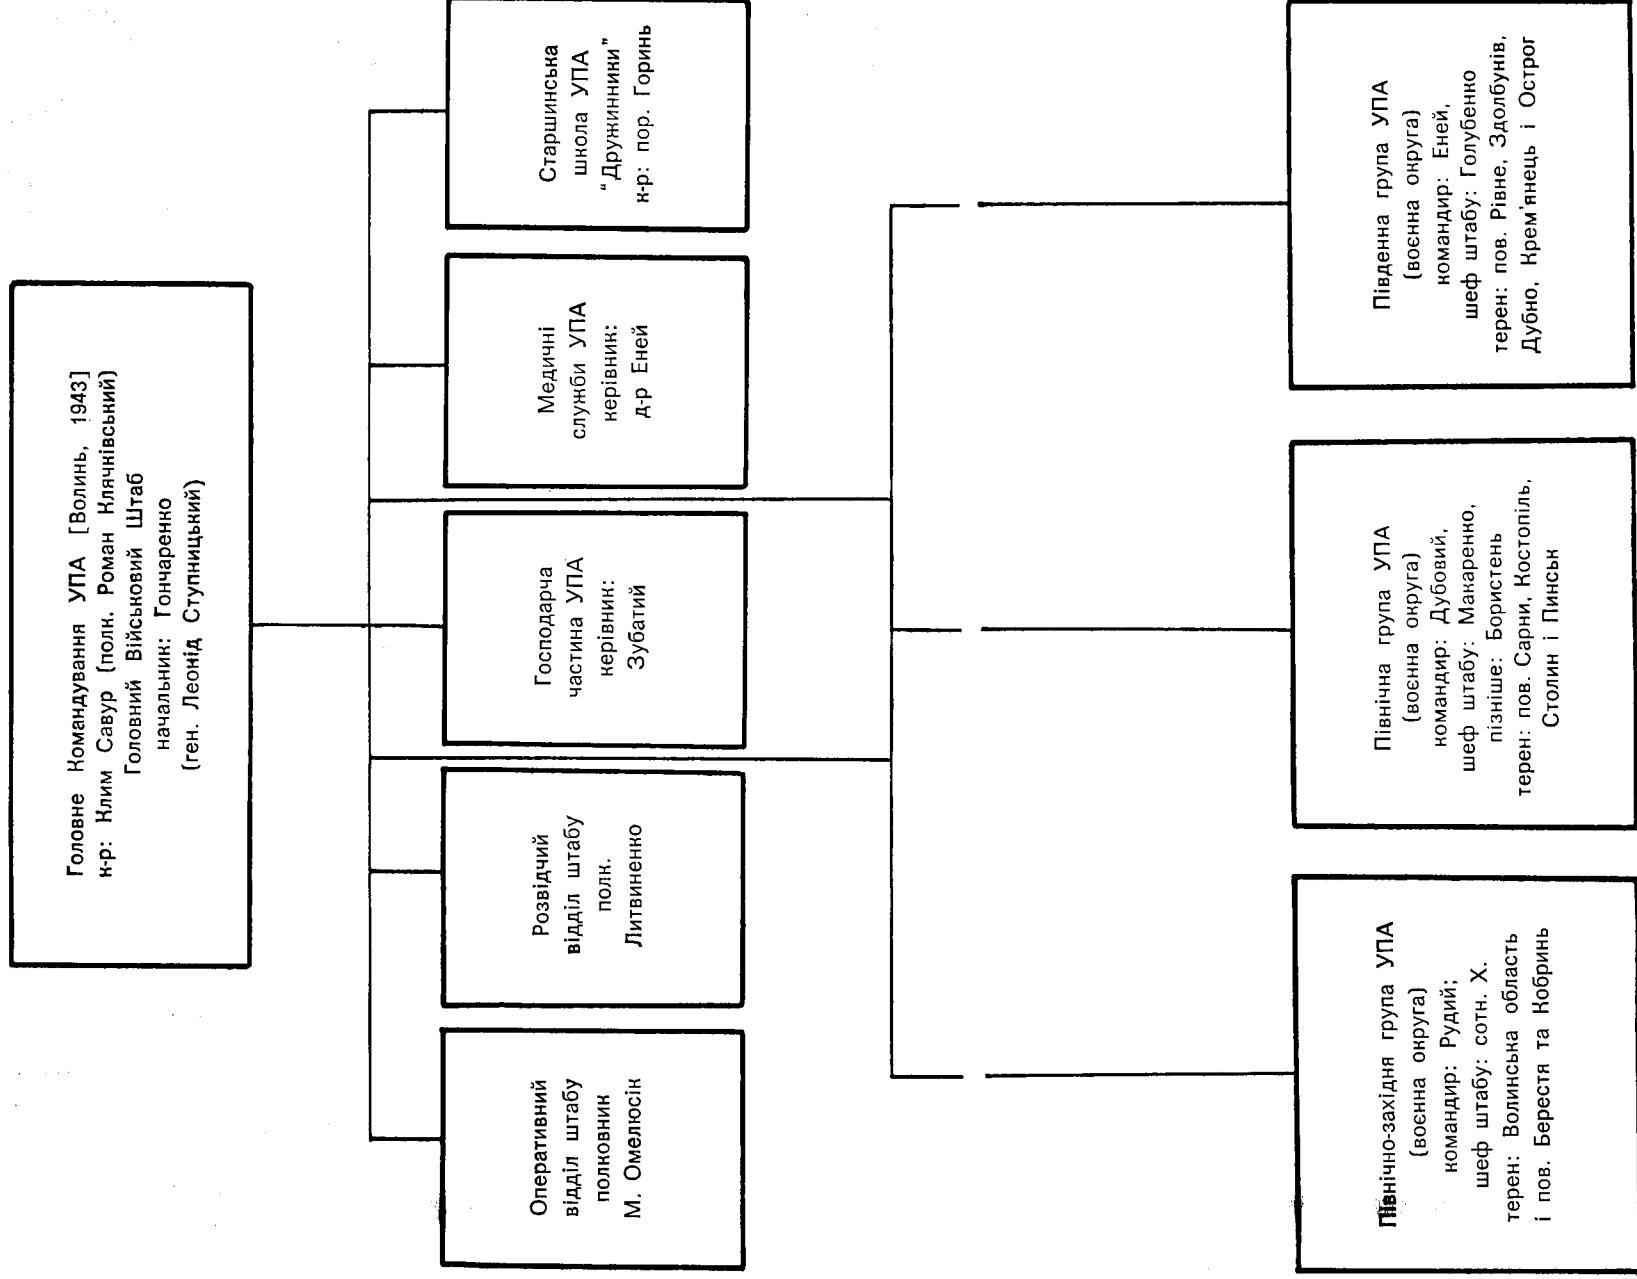 Головне Командування УПА [Волинь, 1943]
к-р: Клим Савур (полк. Роман Клячківський)
Головний Військовий Штаб
начальник: Гончаренко
(ген. Леонід Ступницький)
Оперативний
відділ штабу
полковник
М. Омелюсік
Розвідчий
відділ штабу
полк.
Литвиненко
Господарча
частина УПА
керівник:
Зубатий
Медичні
служби УПА
керівник:
д-р Еней
Старшинська
школа УПА
“Дружинники”
к-р: пор. Горинь
Північно-західня група УПА
(воєнна округа)
командир: Рудий;
шеф штабу: сотн. Х.
терен: Волинська область
і пов. Берестя та Кобринь
Північна група УПА
(воєнна округа)
командир: Дубовий,
шеф штабу: Макаренко,
пізніше: Бористень
терен: пов. Сарни, Костопіль,
Столин і Пинськ
Південна група УПА
(воєнна округа)
командир: Еней,
шеф штабу: Голубенко
терен: пов. Рівне, Здолбунів,
Дубно, Крем'янець і Острог